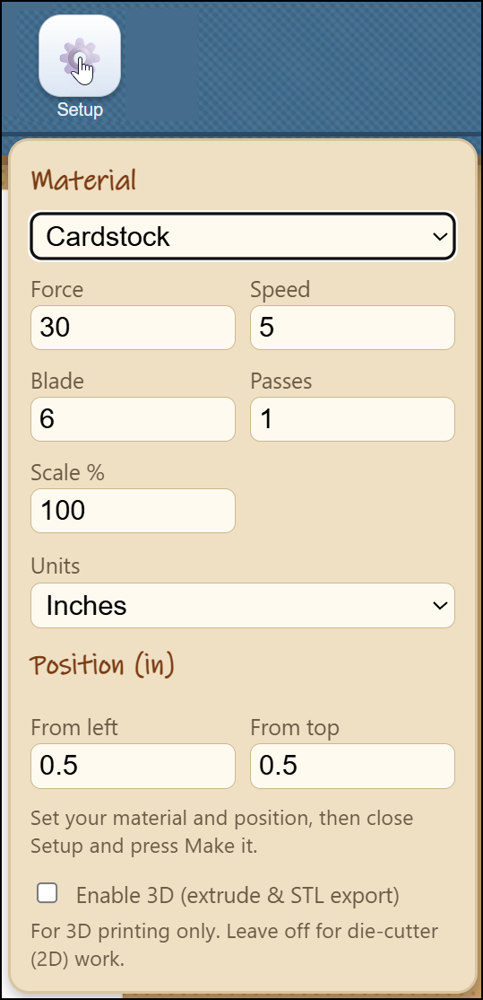 Setup
Material
Cardstock
Force Speed
30 5
Blade Passes
6 1
Scale %
100
Units
Inches
Position (in)
From left From top
0.5 0.5
Set your material and position, then close
Setup and press Make it.
Enable 3D (extrude & STL export)
For 3D printing only. Leave off for die-cutter
(2D) work.